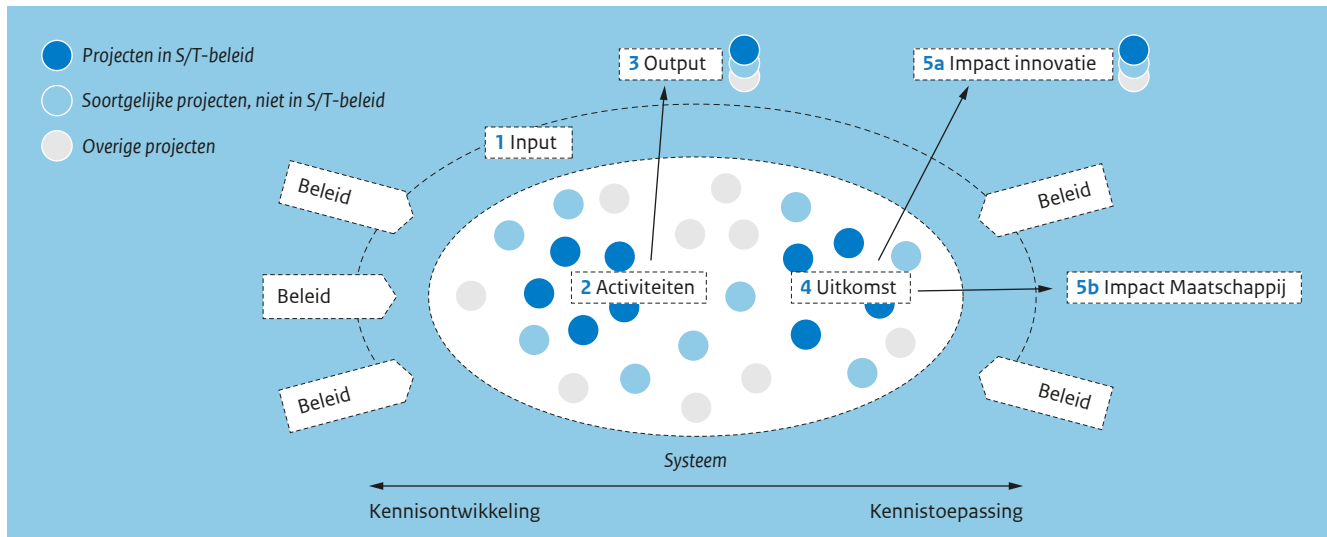 Projecten in S/T-beleid
Soortgelijke projecten, niet in S/T-beleid
Overige projecten
3 Output
5a Impact innovatie
1 Input
Beleid
Beleid
Beleid
2 Activiteiten
4 Uitkomst
Beleid
5b Impact Maatschappij
Beleid
Systeem
Kennisontwikkeling
Kennistoepassing